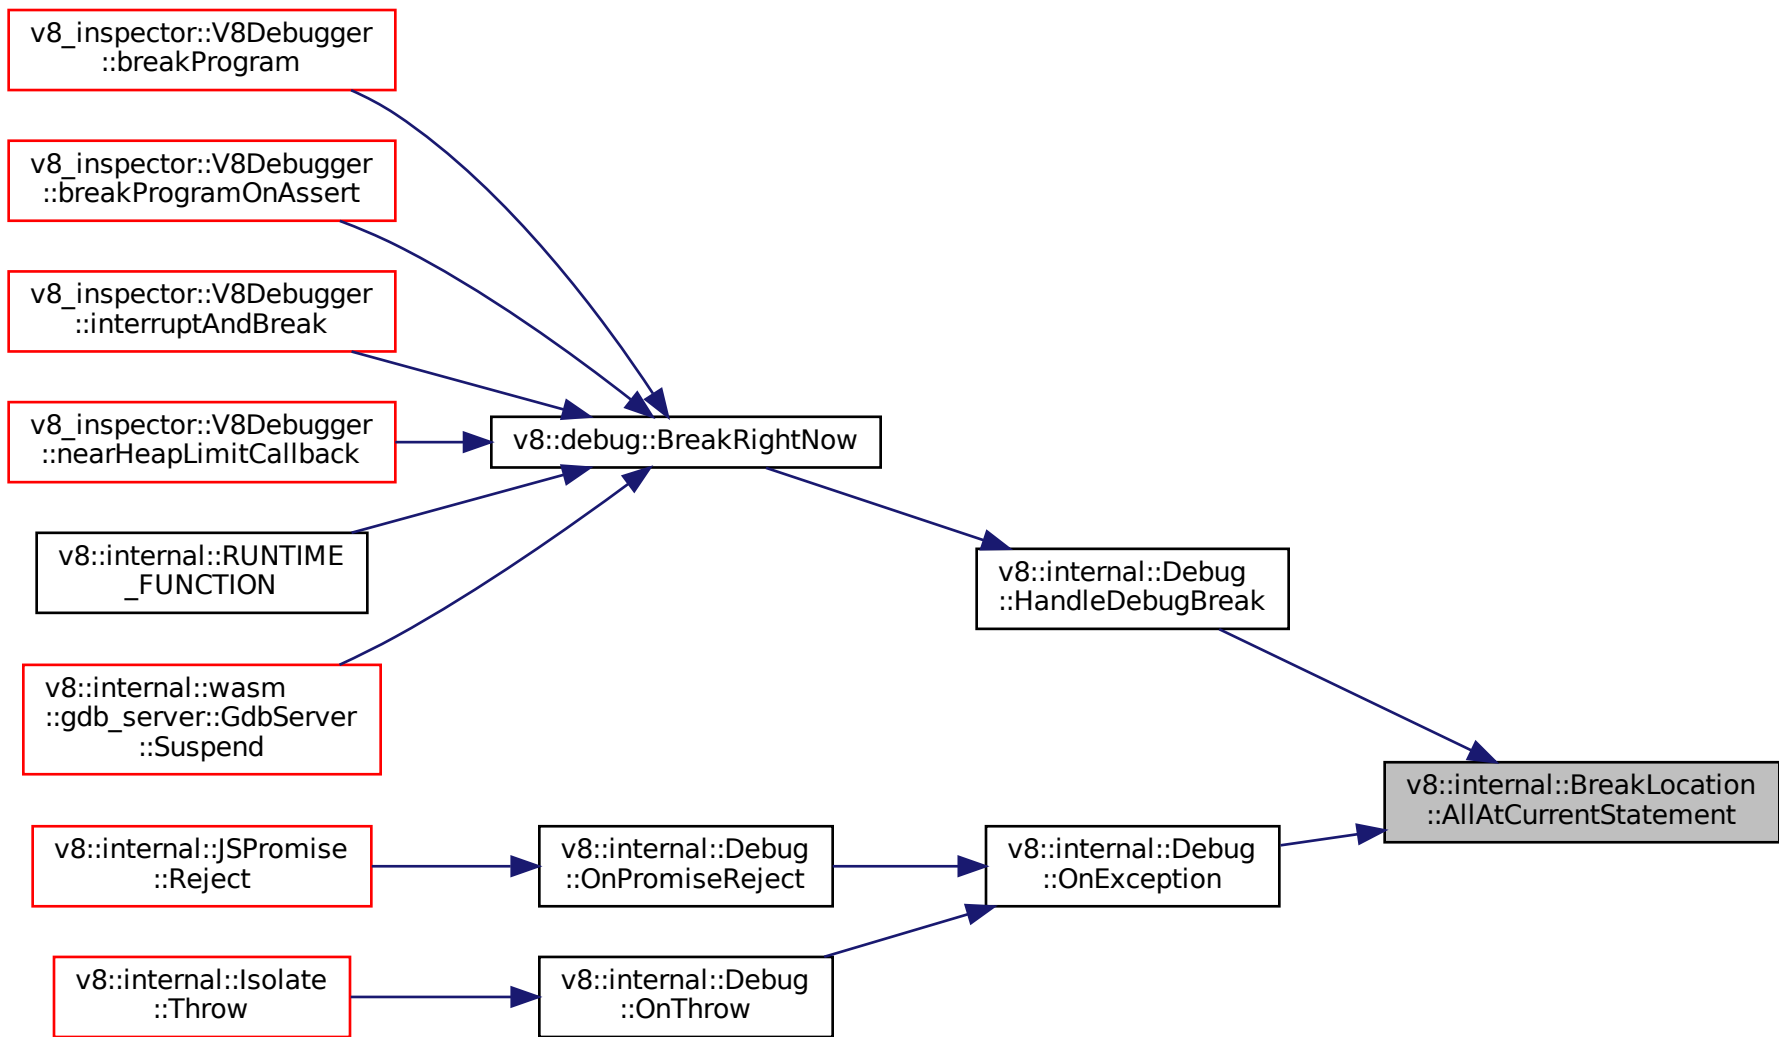 v8_inspector::V8Debugger
::breakProgram
v8_inspector::V8Debugger
::breakProgramOnAssert
v8_inspector::V8Debugger
::interruptAndBreak
v8_inspector::V8Debugger
::nearHeapLimitCallback
v8::debug::BreakRightNow
v8::internal::RUNTIME
_FUNCTION
v8::internal::Debug
::HandleDebugBreak
v8::internal::wasm
::gdb_server::GdbServer
::Suspend
v8::internal::BreakLocation
::AllAtCurrentStatement
v8::internal::JSPromise
::Reject
v8::internal::Debug
::OnPromiseReject
v8::internal::Debug
::OnException
v8::internal::Isolate
::Throw
v8::internal::Debug
::OnThrow